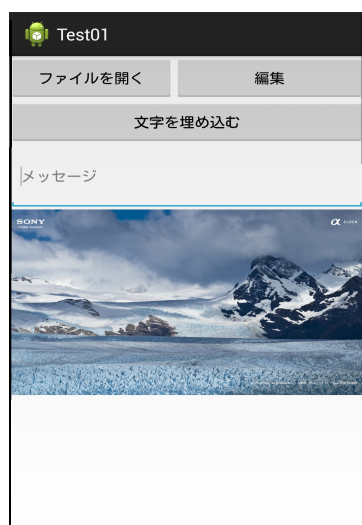 Test01
ファイルを開く 編集
文字を埋め込む
メッセージ
SONY
α